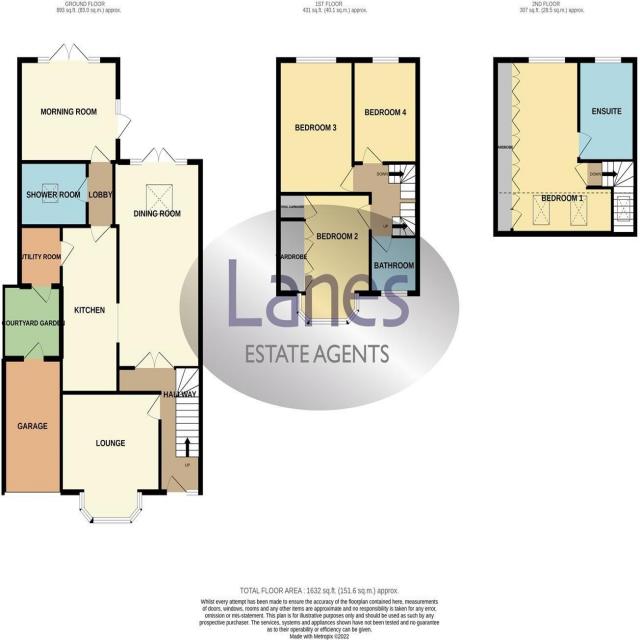 GROUND FLOOR
893 sq.ft. (83.0 sq.m.) approx.
1ST FLOOR
431 sq.ft. (40.1 sq.m.) approx.
2ND FLOOR
307 sq.ft. (28.5 sq.m.) approx.
MORNING ROOM
SHOWER ROOM
LOBBY
DINING ROOM
UTILITY ROOM
KITCHEN
COURTYARD GARDEN
HALLWAY
GARAGE
LOUNGE
UP
BEDROOM 3
BEDROOM 4
DOWN
UP
BEDROOM 2
WARDROBE
BATHROOM
ENSUITE
WARDROBE
DOWN
BEDROOM 1
Lanes
ESTATE AGENTS
TOTAL FLOOR AREA : 1632 sq.ft. (151.6 sq.m.) approx.
Whilst every attempt has been made to ensure the accuracy of the floorplan contained here, measurements
of doors, windows, rooms and any other items are approximate and no responsibility is taken for any error,
omission or mis-statement. This plan is for illustrative purposes only and should be used as such by any
prospective purchaser. The services, systems and appliances shown have not been tested and no guarantee
as to their operability or efficiency can be given.
Made with Metropix ©2022